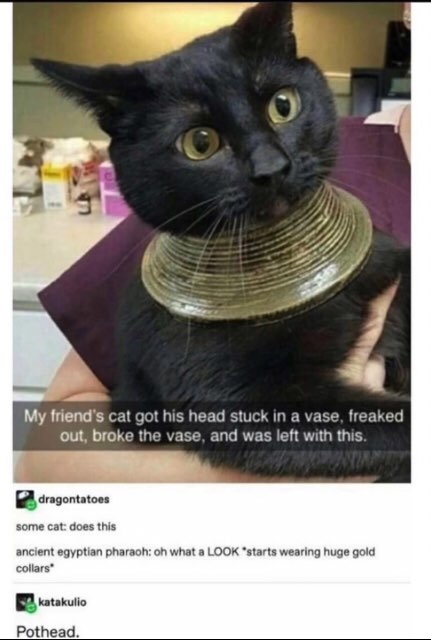 My friend's cat got his head stuck in a vase, freaked
out, broke the vase, and was left with this.
dragontatoes
some cat: does this
ancient egyptian pharaoh: oh what a LOOK *starts wearing huge gold
collars*
katakulio
Pothead.